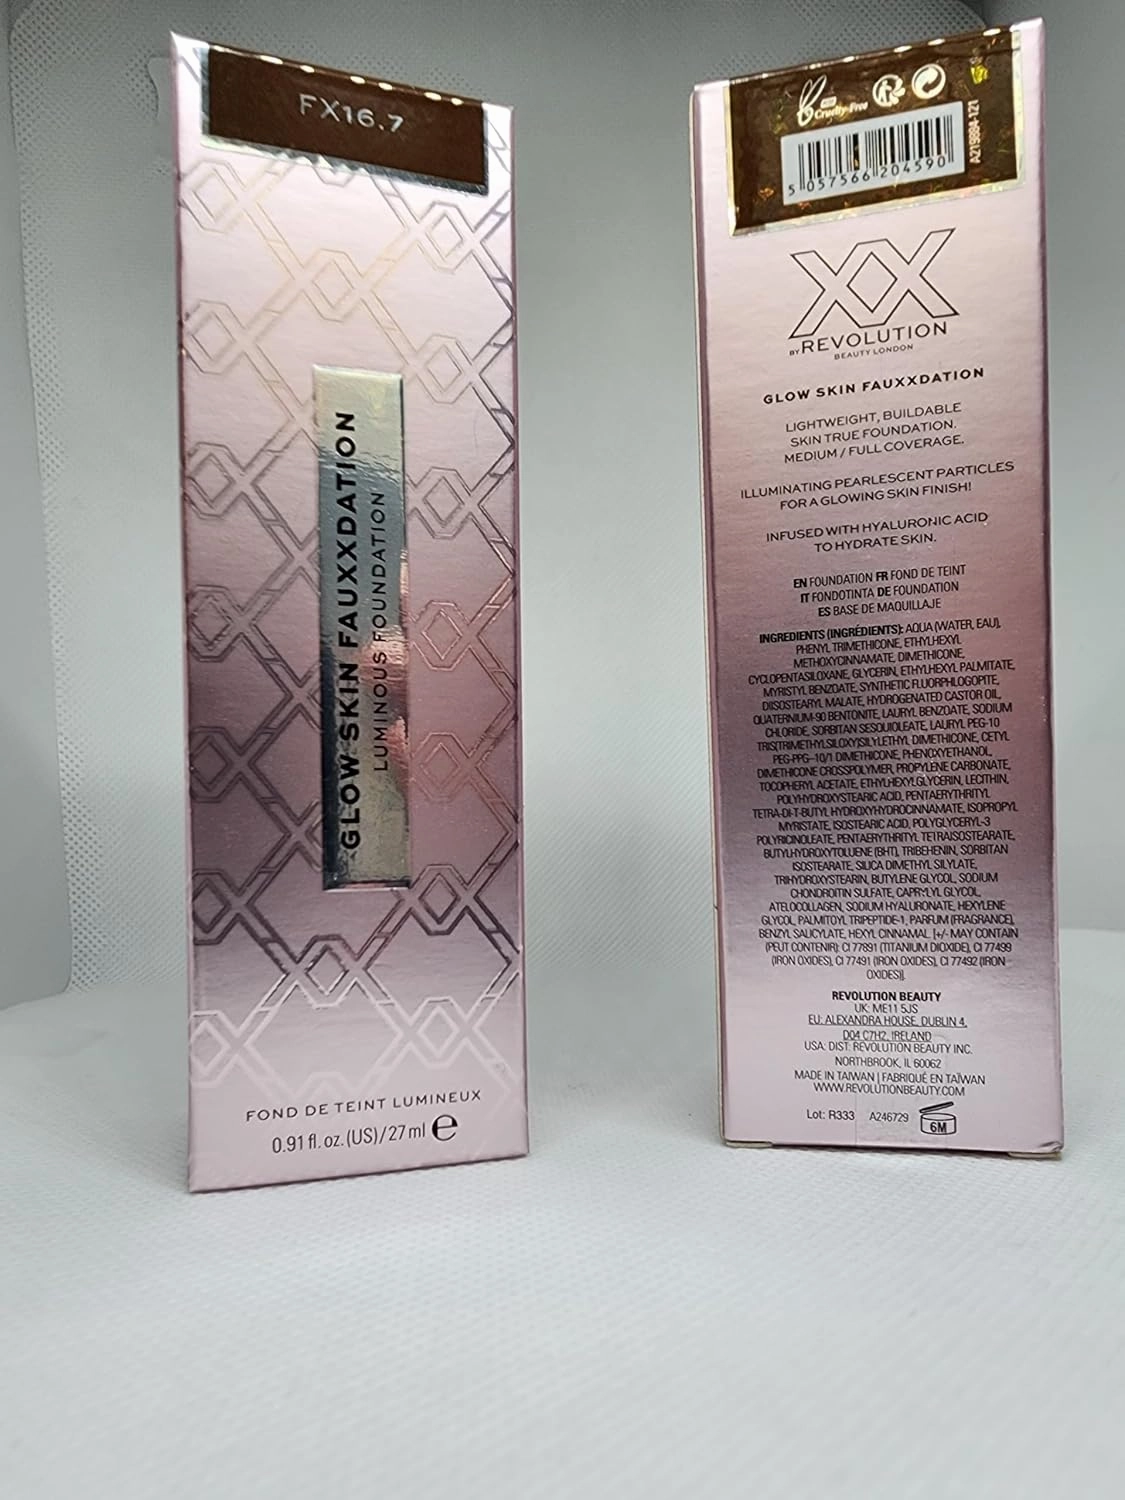 FX16.7
GLOW SKIN FAUXXDATION
LUMINOUS FOUNDATION
FOND DE TEINT LUMINEUX
0.91 fl. oz. (US) / 27 ml e
Cruelty-Free
5 057566 204590
A219894-121
XX
BY REVOLUTION
BEAUTY LONDON
GLOW SKIN FAUXXDATION
LIGHTWEIGHT, BUILDABLE
SKIN TRUE FOUNDATION.
MEDIUM / FULL COVERAGE.
ILLUMINATING PEARLESCENT PARTICLES
FOR A GLOWING SKIN FINISH!
INFUSED WITH HYALURONIC ACID
TO HYDRATE SKIN.
EN FOUNDATION FR FOND DE TEINT
IT FONDOTINTA DE FOUNDATION
ES BASE DE MAQUILLAJE
INGREDIENTS (INGRÉDIENTS): AQUA (WATER, EAU),
PHENYL TRIMETHICONE, ETHYLHEXYL
METHOXYCINNAMATE, DIMETHICONE,
CYCLOPENTASILOXANE, GLYCERIN, ETHYLHEXYL PALMITATE,
MYRISTYL BENZOATE, SYNTHETIC FLUORPHLOGOPITE,
DIISOSTEARYL MALATE, HYDROGENATED CASTOR OIL,
QUATERNIUM-90 BENTONITE, LAURYL BENZOATE, SODIUM
CHLORIDE, SORBITAN SESQUIOLEATE, LAURYL PEG-10
TRIS(TRIMETHYLSILOXY)SILYLETHYL DIMETHICONE, CETYL
PEG-PPG--10/1 DIMETHICONE, PHENOXYETHANOL,
DIMETHICONE CROSSPOLYMER, PROPYLENE CARBONATE,
TOCOPHERYL ACETATE, ETHYLHEXYLGLYCERIN, LECITHIN,
POLYHYDROXYSTEARIC ACID, PENTAERYTHRITYL
TETRA-DI-T-BUTYL HYDROXYHYDROCINNAMATE, ISOPROPYL
MYRISTATE, ISOSTEARIC ACID, POLYGLYCERYL-3
POLYRICINOLEATE, PENTAERYTHRITYL TETRAISOSTEARATE,
BUTYLHYDROXYTOLUENE (BHT), TRIBEHENIN, SORBITAN
ISOSTEARATE, SILICA DIMETHYL SILYLATE,
TRIHYDROXYSTEARIN, BUTYLENE GLYCOL, SODIUM
CHONDROITIN SULFATE, CAPRYLYL GLYCOL,
ATELOCOLLAGEN, SODIUM HYALURONATE, HEXYLENE
GLYCOL, PALMITOYL TRIPEPTIDE-1, PARFUM (FRAGRANCE),
BENZYL SALICYLATE, HEXYL CINNAMAL. [+/- MAY CONTAIN
(PEUT CONTENIR): CI 77891 (TITANIUM DIOXIDE), CI 77499
(IRON OXIDES), CI 77491 (IRON OXIDES), CI 77492 (IRON
OXIDES)].
REVOLUTION BEAUTY
UK: ME11 5JS
EU: ALEXANDRA HOUSE, DUBLIN 4,
D04 C7H2, IRELAND
USA: DIST: REVOLUTION BEAUTY INC.
NORTHBROOK, IL 60062
MADE IN TAIWAN | FABRIQUÉ EN TAÏWAN
WWW.REVOLUTIONBEAUTY.COM
Lot: R333 A246729 6M